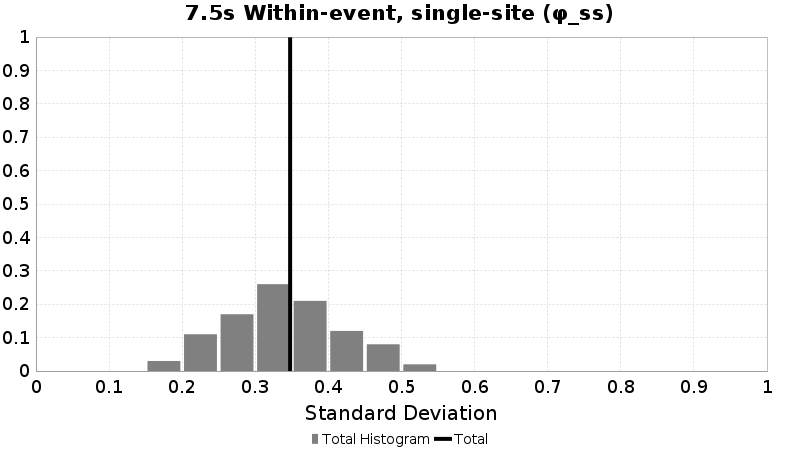 7.5s Within-event, single-site (φ_ss)
1
0.9
0.8
0.7
0.6
0.5
0.4
0.3
0.2
0.1
0
0 0.1 0.2 0.3 0.4 0.5 0.6 0.7 0.8 0.9 1
Standard Deviation
Total Histogram Total